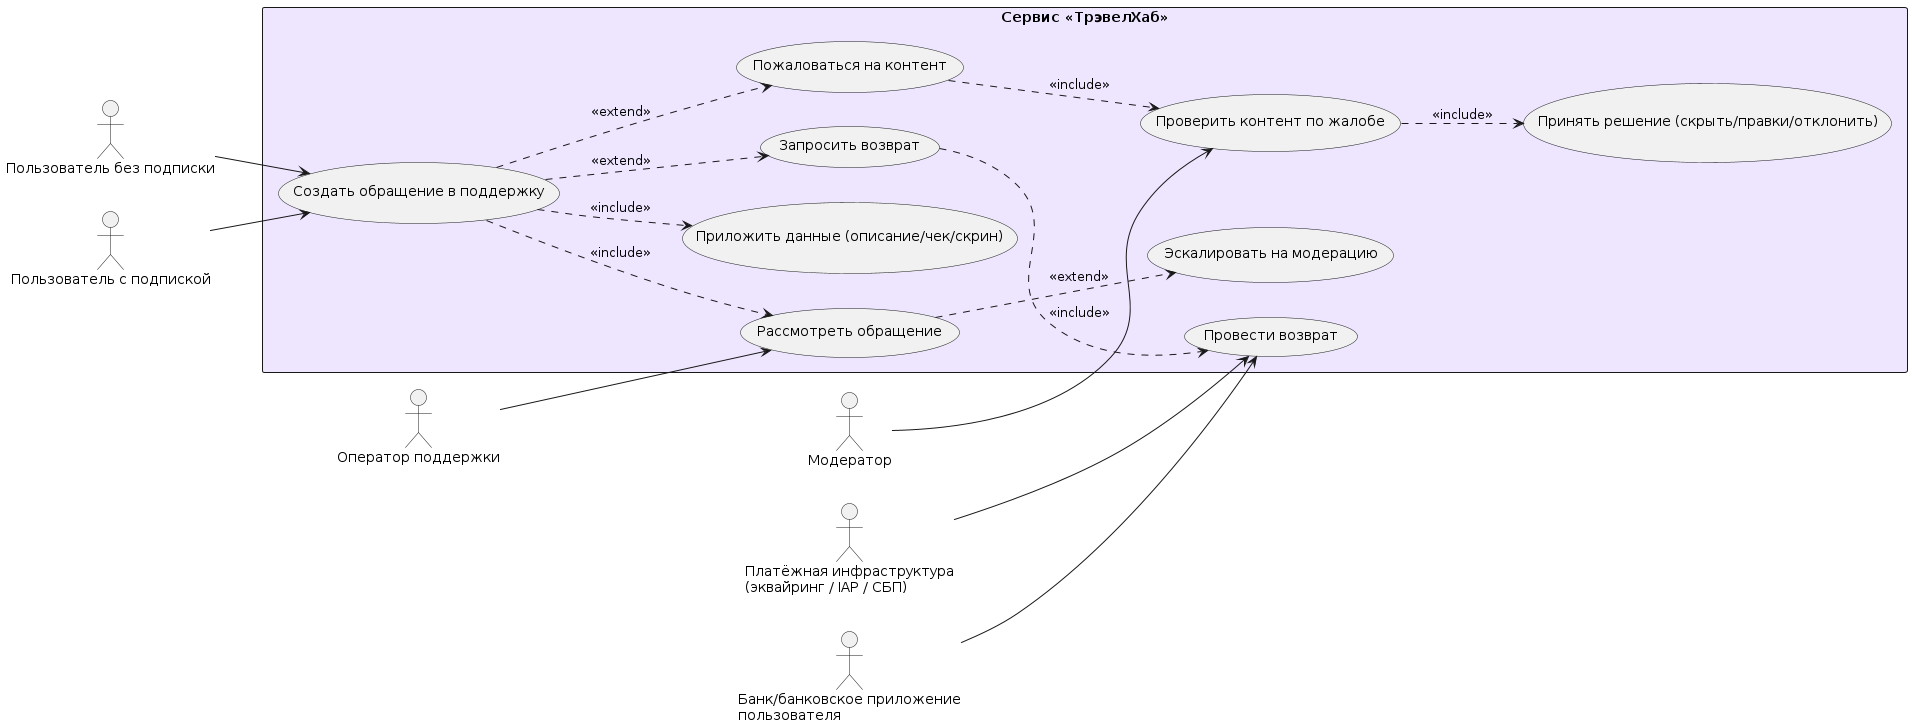 Сервис «ТрэвелХаб»
Пожаловаться на контент
«include»
«extend»
Проверить контент по жалобе
«include»
Принять решение (скрыть/правки/отклонить)
Запросить возврат
«extend»
Пользователь без подписки
Создать обращение в поддержку
«include»
Приложить данные (описание/чек/скрин)
«include»
Эскалировать на модерацию
«extend»
Пользователь с подпиской
«include»
Рассмотреть обращение
Провести возврат
Оператор поддержки
Модератор
Платёжная инфраструктура
(эквайринг / IAP / СБП)
Банк/банковское приложение
пользователя